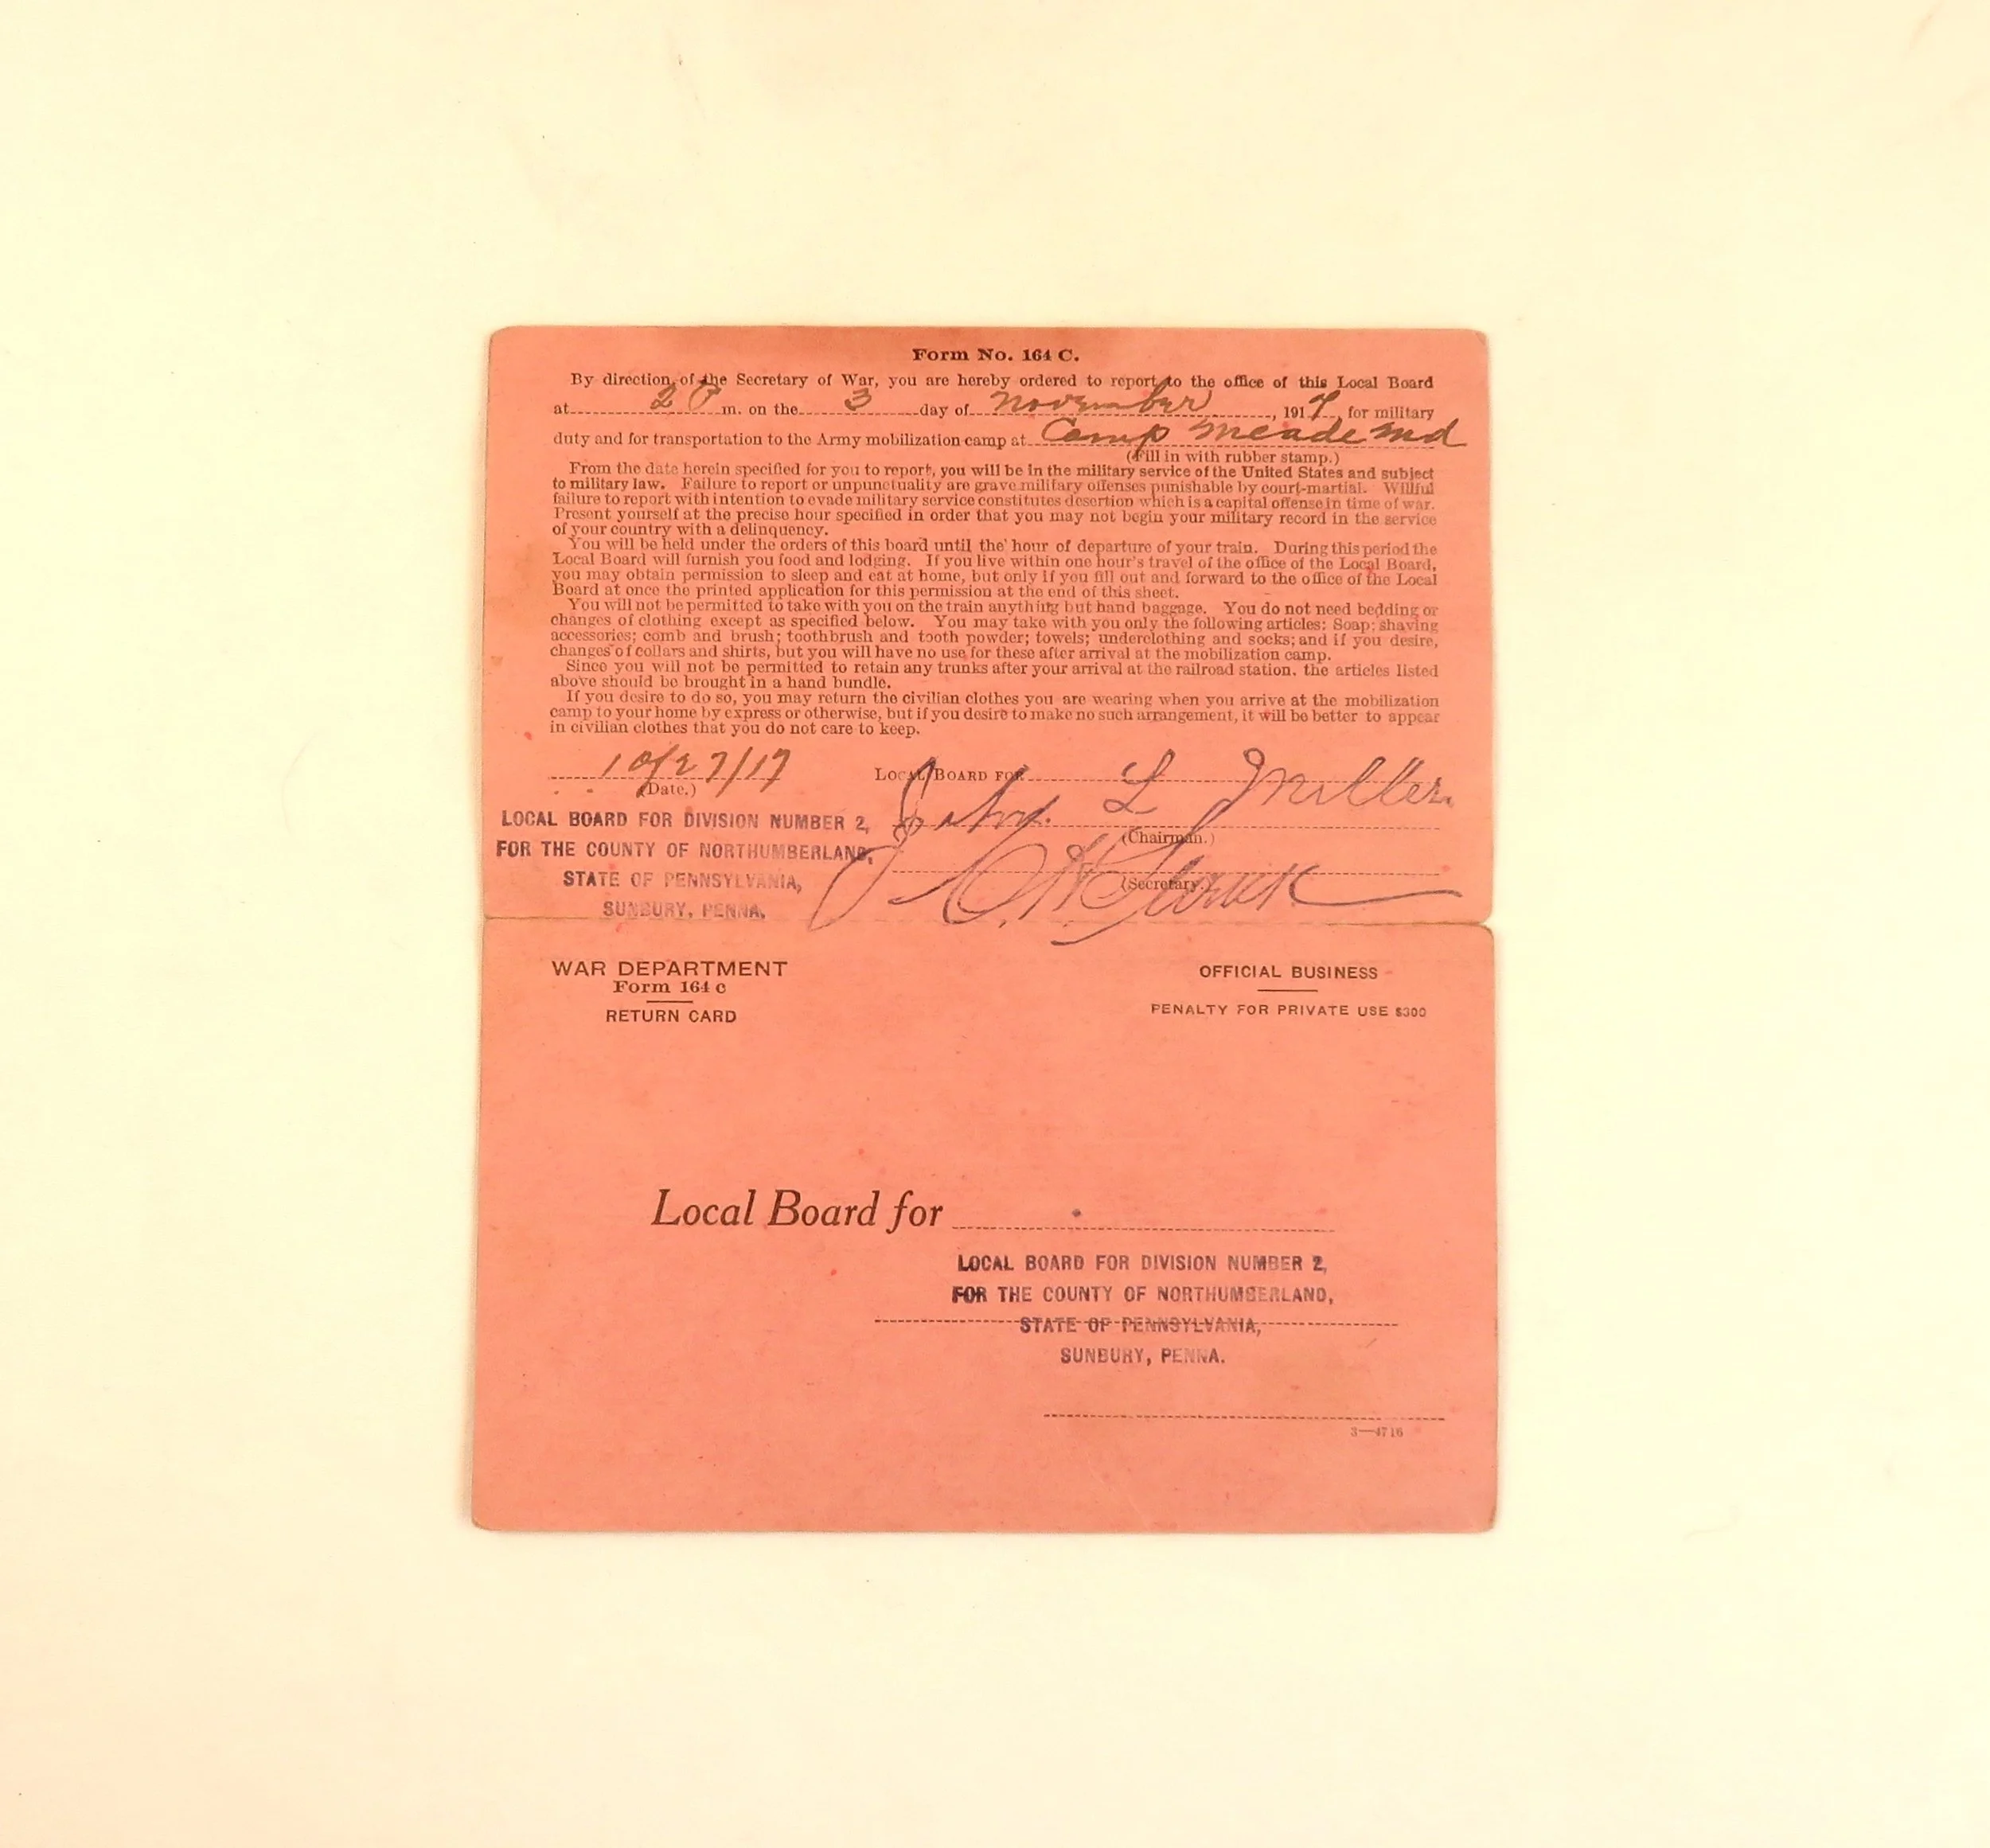 Form No. 164 C.
By direction of the Secretary of War, you are hereby ordered to report to the office of this Local Board
at 2 P m. on the 3 day of November, 1917, for military
duty and for transportation to the Army mobilization camp at Camp Meade Md
(Fill in with rubber stamp.)
From the date herein specified for you to report, you will be in the military service of the United States and subject
to military law. Failure to report or unpunctuality are grave military offenses punishable by court-martial. Willful
failure to report with intention to evade military service constitutes desertion which is a capital offense in time of war.
Present yourself at the precise hour specified in order that you may not begin your military record in the service
of your country with a delinquency.
You will be held under the orders of this board until the hour of departure of your train. During this period the
Local Board will furnish you food and lodging. If you live within one hour's travel of the office of the Local Board,
you may obtain permission to sleep and eat at home, but only if you fill out and forward to the office of the Local
Board at once the printed application for this permission at the end of this sheet.
You will not be permitted to take with you on the train anything but hand baggage. You do not need bedding or
changes of clothing except as specified below. You may take with you only the following articles: Soap; shaving
accessories; comb and brush; toothbrush and tooth powder; towels; underclothing and socks; and if you desire,
changes of collars and shirts, but you will have no use for these after arrival at the mobilization camp.
Since you will not be permitted to retain any trunks after your arrival at the railroad station, the articles listed
above should be brought in a hand bundle.
If you desire to do so, you may return the civilian clothes you are wearing when you arrive at the mobilization
camp to your home by express or otherwise, but if you desire to make no such arrangement, it will be better to appear
in civilian clothes that you do not care to keep.
10/27/17 LOCAL BOARD FOR
(Date.)
L Miller
LOCAL BOARD FOR DIVISION NUMBER 2,
(Chairman.)
FOR THE COUNTY OF NORTHUMBERLAND,
STATE OF PENNSYLVANIA,
(Secretary.)
SUNBURY, PENNA.
WAR DEPARTMENT
Form 164 c
RETURN CARD
OFFICIAL BUSINESS
PENALTY FOR PRIVATE USE $300
Local Board for
LOCAL BOARD FOR DIVISION NUMBER 2,
FOR THE COUNTY OF NORTHUMBERLAND,
STATE OF PENNSYLVANIA,
SUNBURY, PENNA.
3—4716